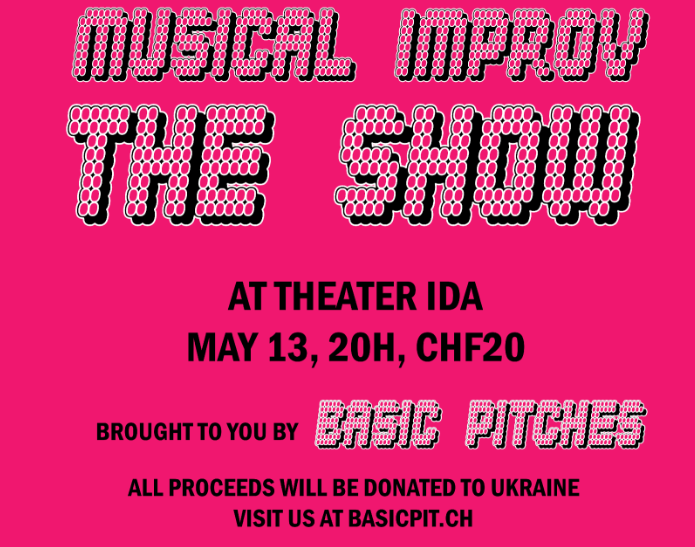 MUSICAL IMPROV
THE SHOW
AT THEATER IDA
MAY 13, 20H, CHF20
BROUGHT TO YOU BY BASIC PITCHES
ALL PROCEEDS WILL BE DONATED TO UKRAINE
VISIT US AT BASICPIT.CH